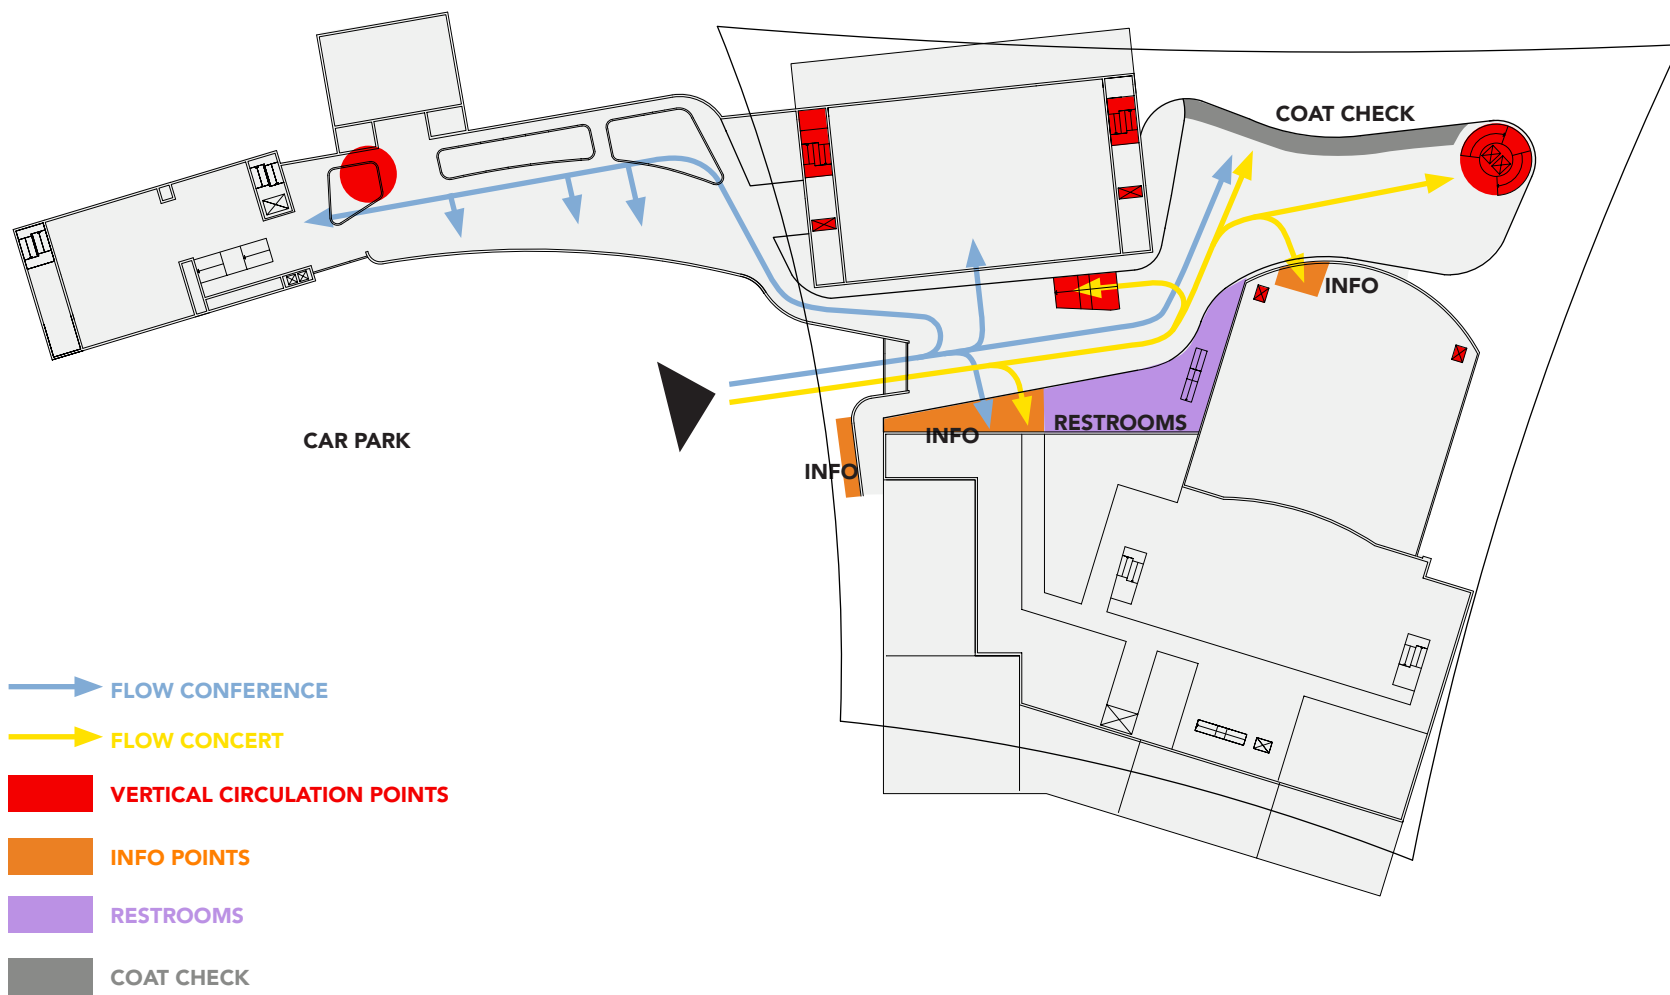 COAT CHECK
INFO
RESTROOMS
INFO
CAR PARK
INFO
FLOW CONFERENCE
FLOW CONCERT
VERTICAL CIRCULATION POINTS
INFO POINTS
RESTROOMS
COAT CHECK